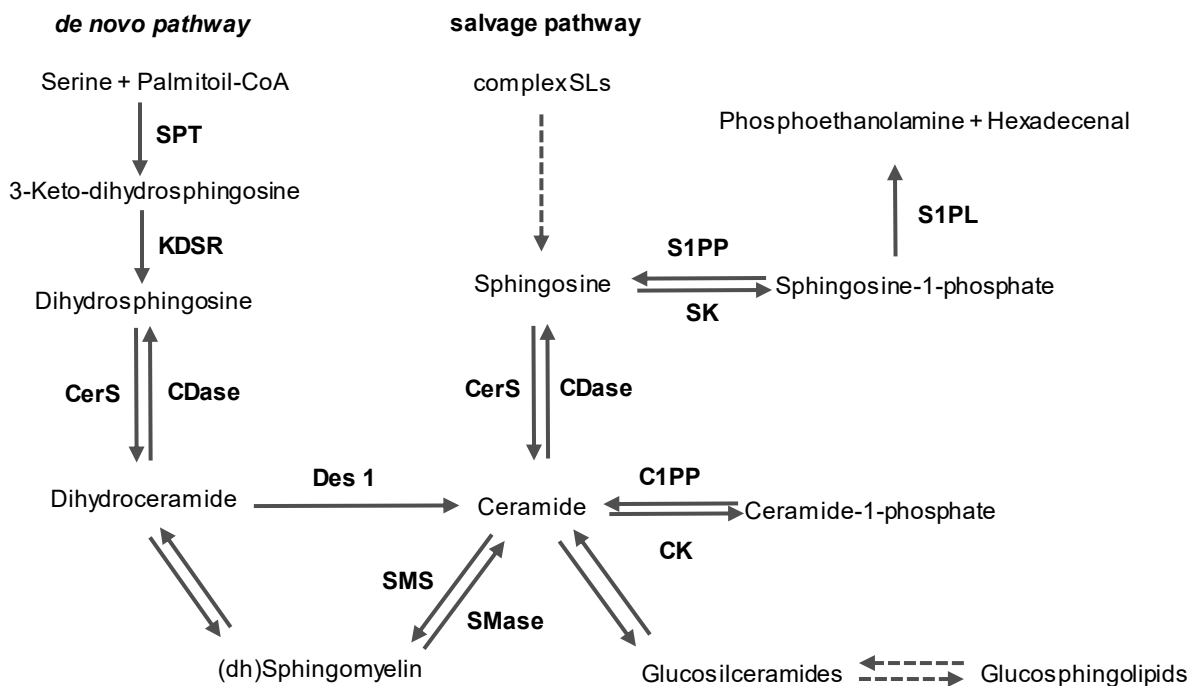 de novo pathway
salvage pathway
Serine + Palmitoil-CoA
complexSLs
Phosphoethanolamine + Hexadecenal
SPT
3-Keto-dihydrosphingosine
S1PL
KDSR
S1PP
Dihydrosphingosine
Sphingosine
Sphingosine-1-phosphate
SK
CerS
CDase
CerS
CDase
Des 1
C1PP
Dihydroceramide
Ceramide
Ceramide-1-phosphate
CK
SMS
SMase
(dh)Sphingomyelin
Glucosilceramides
Glucosphingolipids